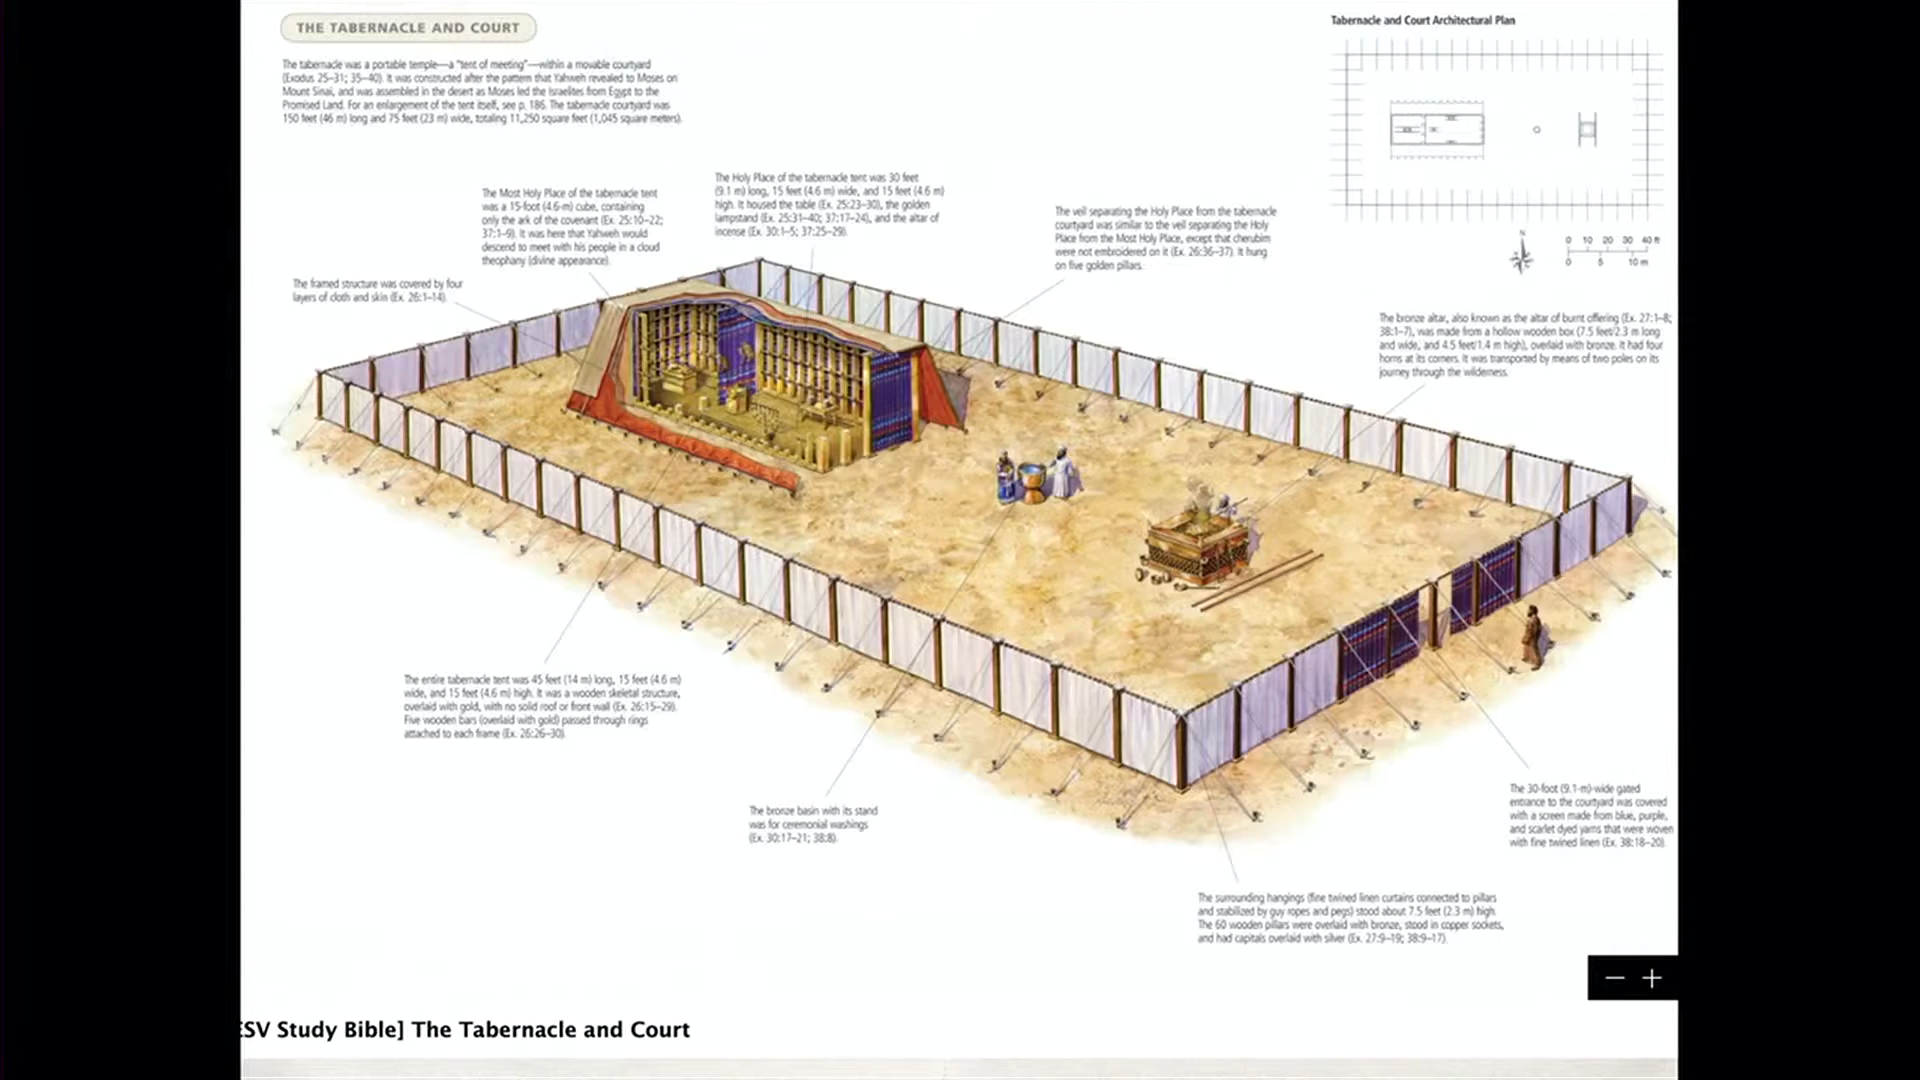 THE TABERNACLE AND COURT
The tabernacle was a portable temple—a “tent of meeting”—within a movable courtyard
(Exodus 25–31; 35–40). It was constructed after the pattern that Yahweh revealed to Moses on
Mount Sinai, and was assembled in the desert as Moses led the Israelites from Egypt to the
Promised Land. For an enlargement of the tent itself, see p. 186. The tabernacle courtyard was
150 feet (46 m) long and 75 feet (23 m) wide, totaling 11,250 square feet (1,045 square meters).
Tabernacle and Court Architectural Plan
N
0 10 20 30 40 ft
0 5 10 m
The Most Holy Place of the tabernacle tent
was a 15-foot (4.6-m) cube, containing
only the ark of the covenant (Ex. 25:10–22;
37:1–9). It was here that Yahweh would
descend to meet with his people in a cloud
theophany (divine appearance).
The Holy Place of the tabernacle tent was 30 feet
(9.1 m) long, 15 feet (4.6 m) wide, and 15 feet (4.6 m)
high. It housed the table (Ex. 25:23–30), the golden
lampstand (Ex. 25:31–40; 37:17–24), and the altar of
incense (Ex. 30:1–5; 37:25–29).
The veil separating the Holy Place from the tabernacle
courtyard was similar to the veil separating the Holy
Place from the Most Holy Place, except that cherubim
were not embroidered on it (Ex. 26:36–37). It hung
on five golden pillars.
The framed structure was covered by four
layers of cloth and skin (Ex. 26:1–14).
The bronze altar, also known as the altar of burnt offering (Ex. 27:1–8;
38:1–7), was made from a hollow wooden box (7.5 feet/2.3 m long
and wide, and 4.5 feet/1.4 m high), overlaid with bronze. It had four
horns at its corners. It was transported by means of two poles on its
journey through the wilderness.
The entire tabernacle tent was 45 feet (14 m) long, 15 feet (4.6 m)
wide, and 15 feet (4.6 m) high. It was a wooden skeletal structure,
overlaid with gold, with no solid roof or front wall (Ex. 26:15–29).
Five wooden bars (overlaid with gold) passed through rings
attached to each frame (Ex. 26:26–30).
The bronze basin with its stand
was for ceremonial washings
(Ex. 30:17–21; 38:8).
The 30-foot (9.1-m)-wide gated
entrance to the courtyard was covered
with a screen made from blue, purple,
and scarlet dyed yarns that were woven
with fine twined linen (Ex. 38:18–20).
The surrounding hangings (fine twined linen curtains connected to pillars
and stabilized by guy ropes and pegs) stood about 7.5 feet (2.3 m) high.
The 60 wooden pillars were overlaid with bronze, stood in copper sockets,
and had capitals overlaid with silver (Ex. 27:9–19; 38:9–17).
ESV Study Bible] The Tabernacle and Court